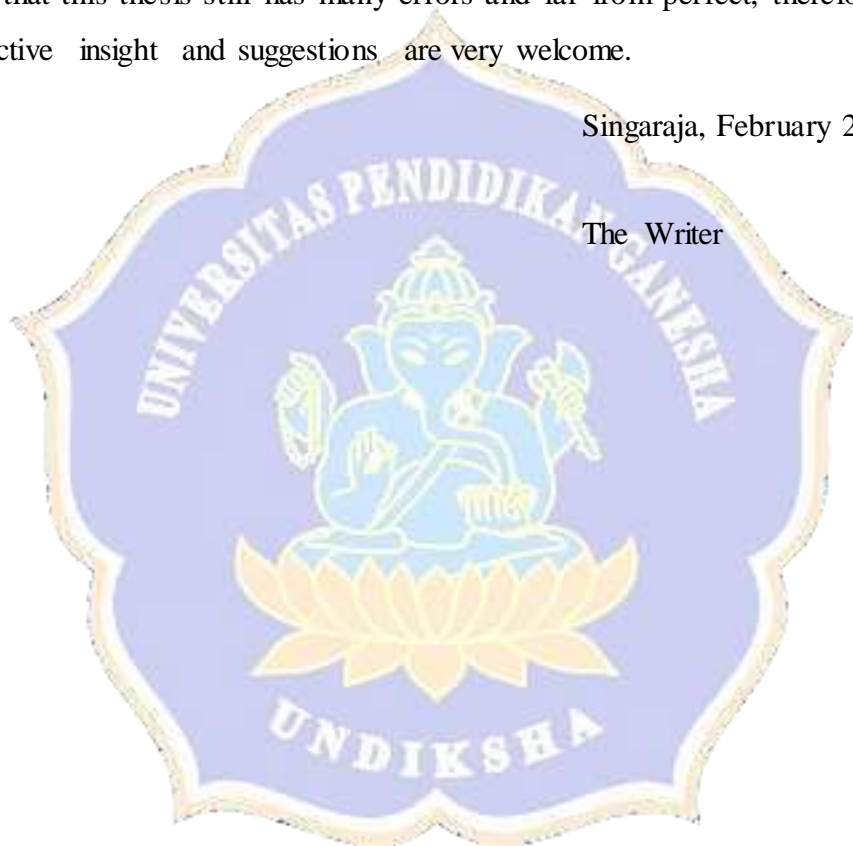 that this thesis still has many errors and far from perfect,
ctive insight and suggestions are very welcome.
Singaraja, February 2
The Writer
UNIVERSITAS PENDIDIKAN GANESHA
UNDIKSHA